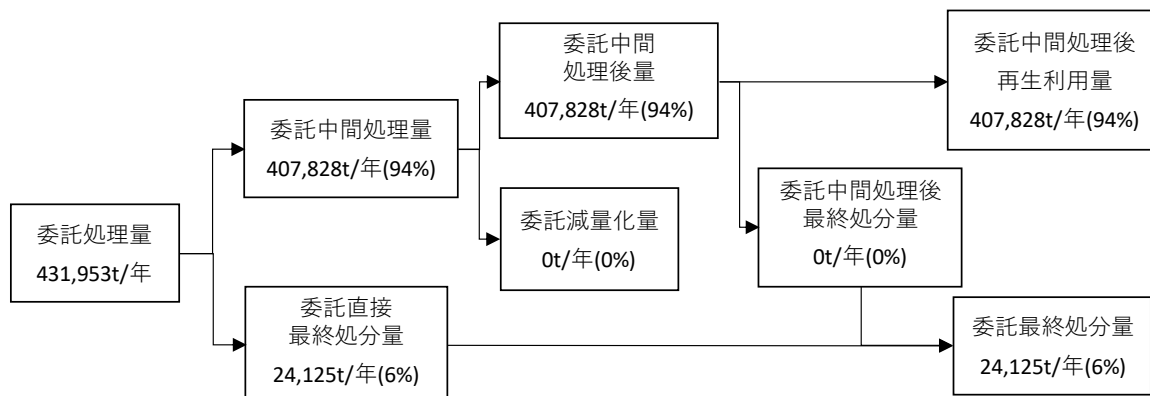 委託処理量
431,953t/年
委託中間処理量
407,828t/年(94%)
委託直接
最終処分量
24,125t/年(6%)
委託中間
処理後量
407,828t/年(94%)
委託減量化量
0t/年(0%)
委託中間処理後
再生利用量
407,828t/年(94%)
委託中間処理後
最終処分量
0t/年(0%)
委託最終処分量
24,125t/年(6%)